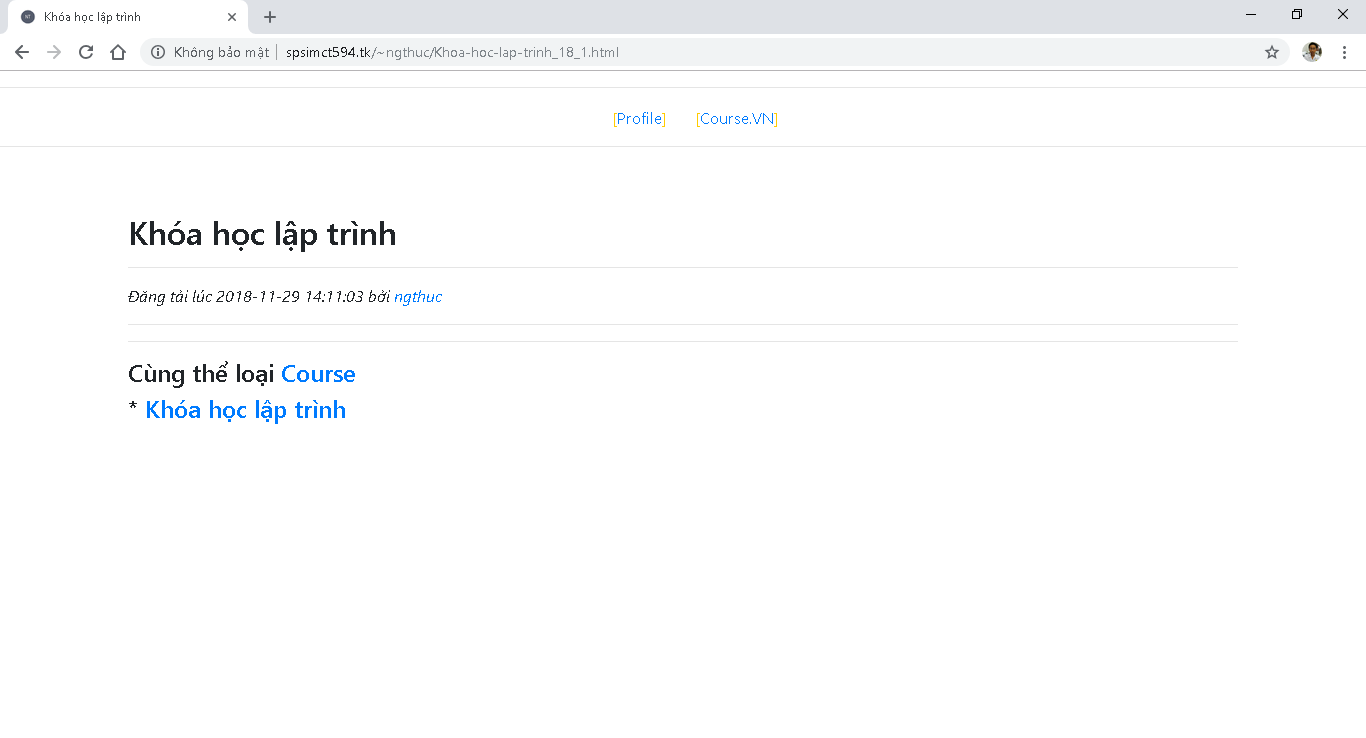 Khóa học lập trình
Không bảo mật | spsimct594.tk/~ngthuc/Khoa-hoc-lap-trinh_18_1.html
[Profile] [Course.VN]
Khóa học lập trình
Đăng tải lúc 2018-11-29 14:11:03 bởi ngthuc
Cùng thể loại Course
* Khóa học lập trình